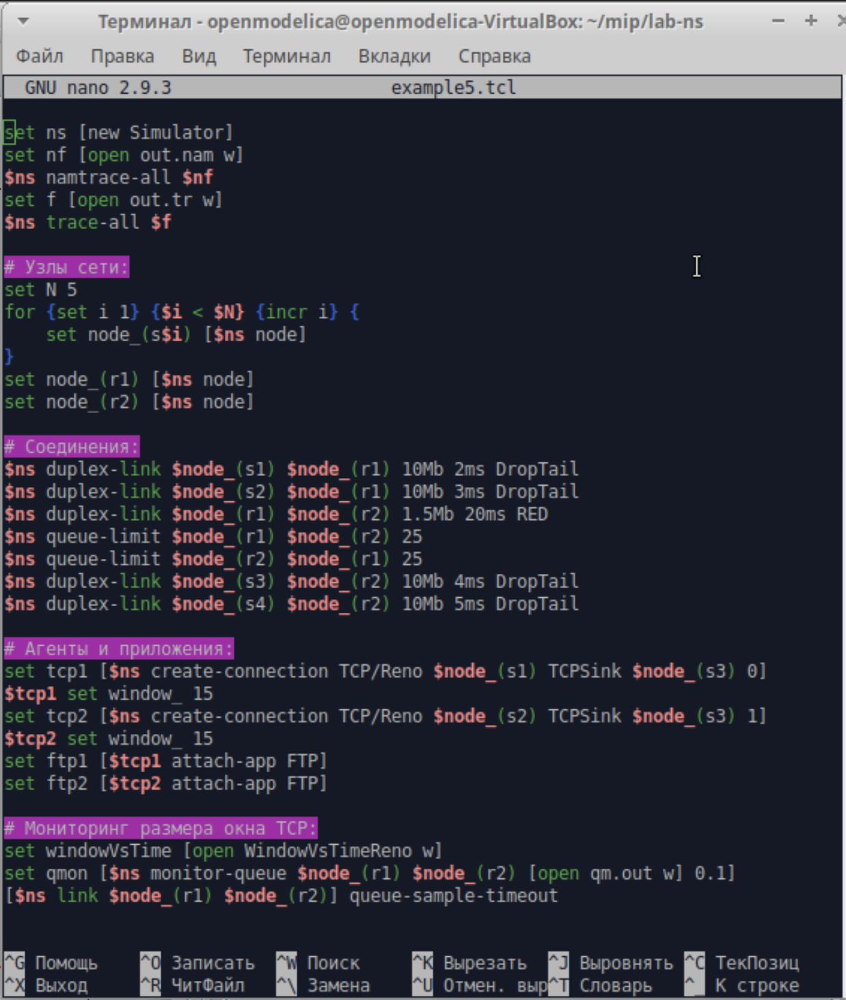 Терминал - openmodelica@openmodelica-VirtualBox: ~/mip/lab-ns
Файл Правка Вид Терминал Вкладки Справка
GNU nano 2.9.3 example5.tcl
set ns [new Simulator]
set nf [open out.nam w]
$ns namtrace-all $nf
set f [open out.tr w]
$ns trace-all $f
# Узлы сети:
set N 5
for {set i 1} {$i < $N} {incr i} {
    set node_(s$i) [$ns node]
}
set node_(r1) [$ns node]
set node_(r2) [$ns node]
# Соединения:
$ns duplex-link $node_(s1) $node_(r1) 10Mb 2ms DropTail
$ns duplex-link $node_(s2) $node_(r1) 10Mb 3ms DropTail
$ns duplex-link $node_(r1) $node_(r2) 1.5Mb 20ms RED
$ns queue-limit $node_(r1) $node_(r2) 25
$ns queue-limit $node_(r2) $node_(r1) 25
$ns duplex-link $node_(s3) $node_(r2) 10Mb 4ms DropTail
$ns duplex-link $node_(s4) $node_(r2) 10Mb 5ms DropTail
# Агенты и приложения:
set tcp1 [$ns create-connection TCP/Reno $node_(s1) TCPSink $node_(s3) 0]
$tcp1 set window_ 15
set tcp2 [$ns create-connection TCP/Reno $node_(s2) TCPSink $node_(s3) 1]
$tcp2 set window_ 15
set ftp1 [$tcp1 attach-app FTP]
set ftp2 [$tcp2 attach-app FTP]
# Мониторинг размера окна TCP:
set windowVsTime [open WindowVsTimeReno w]
set qmon [$ns monitor-queue $node_(r1) $node_(r2) [open qm.out w] 0.1]
[$ns link $node_(r1) $node_(r2)] queue-sample-timeout
^G Помощь ^O Записать ^W Поиск ^K Вырезать ^J Выровнять ^C ТекПозиц
^X Выход ^R ЧитФайл ^\ Замена ^U Отмен. выр ^T Словарь ^_ К строке